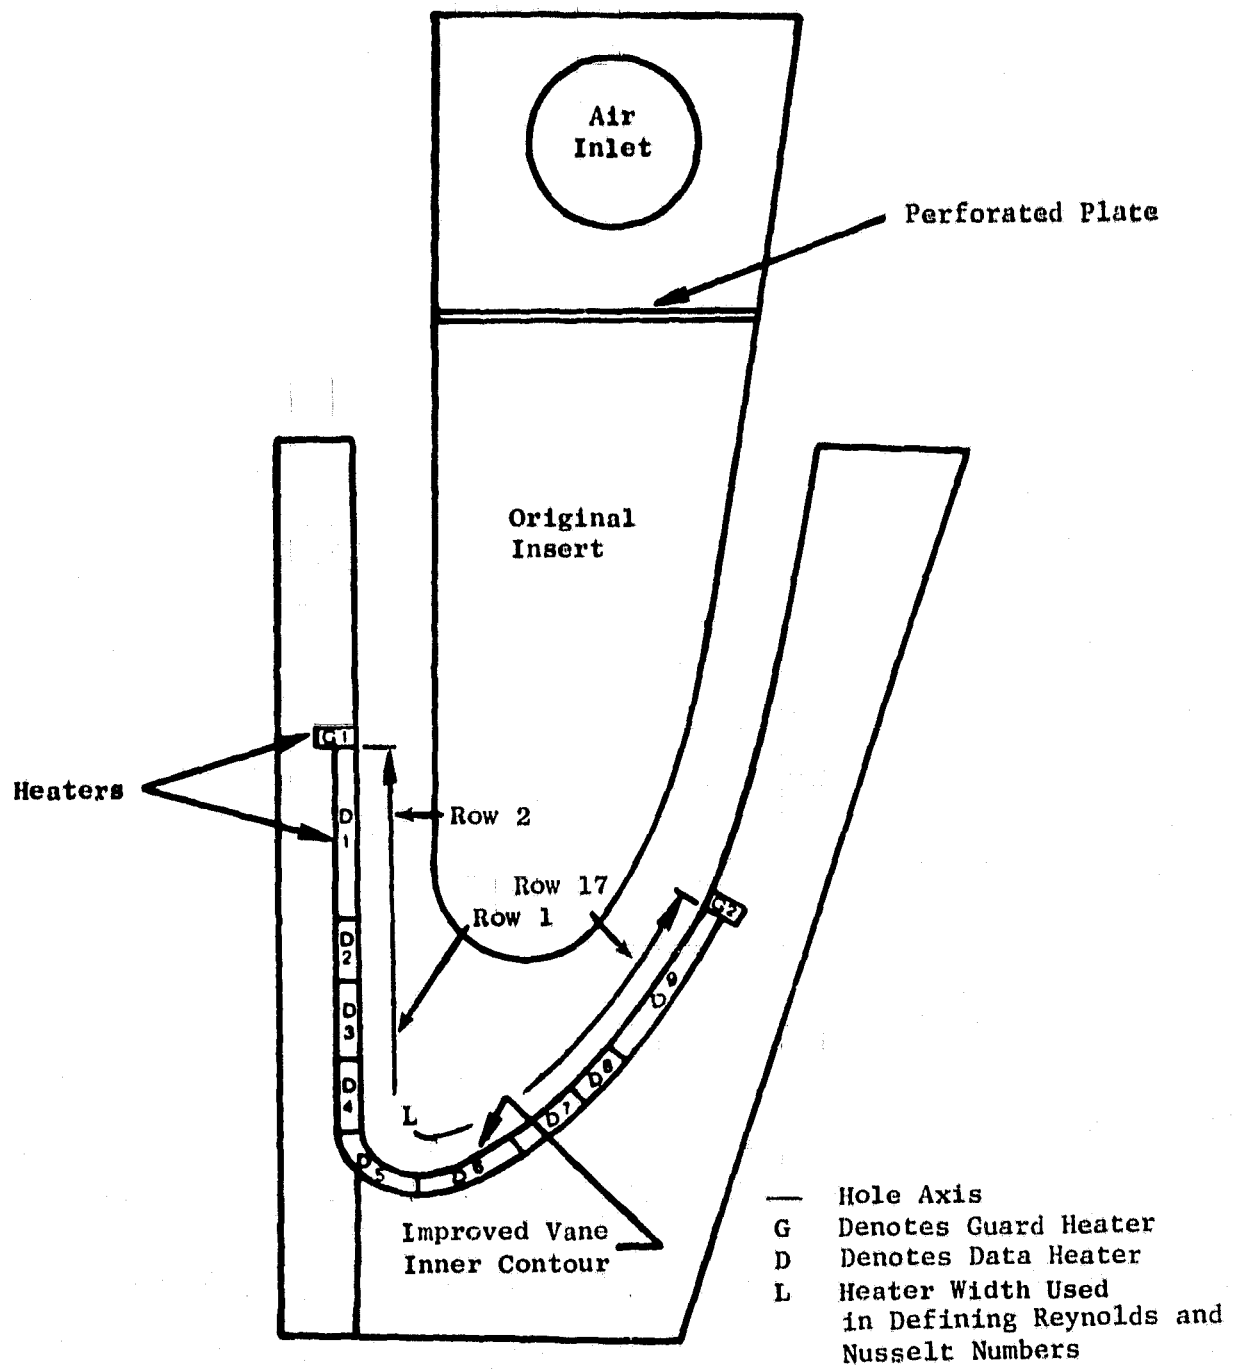 Air
Inlet
Perforated Plate
Original
Insert
G1
Heaters
D
1
Row 2
Row 17
Row 1
G2
D
2
D9
D
3
D8
D
4
L
D7
D5
D6
Improved Vane
Inner Contour
— Hole Axis
G Denotes Guard Heater
D Denotes Data Heater
L Heater Width Used
in Defining Reynolds and
Nusselt Numbers